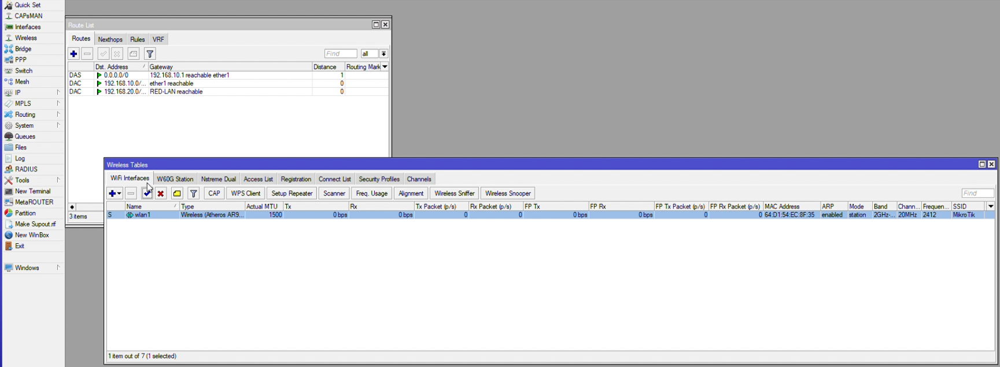 Quick Set
CAPsMAN
Interfaces
Wireless
Bridge
PPP
Switch
Mesh
IP
MPLS
Routing
System
Queues
Files
Log
RADIUS
Tools
New Terminal
MetaROUTER
Partition
Make Supout.rif
New WinBox
Exit
Windows
Route List
Routes Nexthops Rules VRF
Find all
Dst. Address Gateway Distance Routing Mark
DAS 0.0.0.0/0 192.168.10.1 reachable ether1 1
DAC 192.168.10.0/... ether1 reachable 0
DAC 192.168.20.0/... RED-LAN reachable 0
3 items
Wireless Tables
WiFi Interfaces W60G Station Nstreme Dual Access List Registration Connect List Security Profiles Channels
CAP WPS Client Setup Repeater Scanner Freq. Usage Alignment Wireless Sniffer Wireless Snooper Find
Name Type Actual MTU Tx Rx Tx Packet (p/s) Rx Packet (p/s) FP Tx FP Rx FP Tx Packet (p/s) FP Rx Packet (p/s) MAC Address ARP Mode Band Chann... Frequen... SSID
S wlan1 Wireless (Atheros AR9... 1500 0 bps 0 bps 0 0 0 bps 0 bps 0 0 64:D1:54:EC:8F:35 enabled station 2GHz-... 20MHz 2412 MikroTik
1 item out of 7 (1 selected)